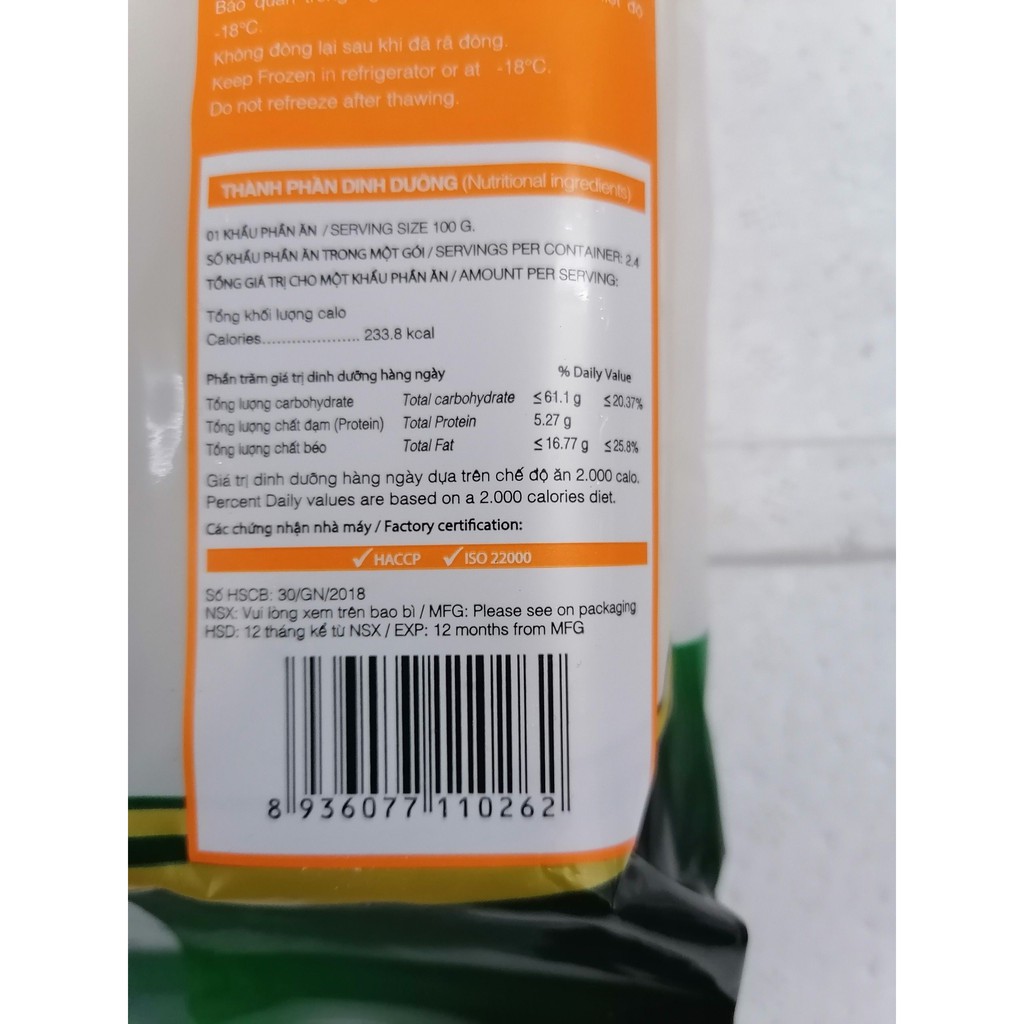 Bảo quản
-18°C.
Không đông lại sau khi đã rã đông.
Keep Frozen in refrigerator or at -18°C.
Do not refreeze after thawing.
THÀNH PHẦN DINH DƯỠNG (Nutritional ingredients)
01 KHẨU PHẦN ĂN / SERVING SIZE 100 G.
SỐ KHẨU PHẦN ĂN TRONG MỘT GÓI / SERVINGS PER CONTAINER: 2.4
TỔNG GIÁ TRỊ CHO MỘT KHẨU PHẦN ĂN / AMOUNT PER SERVING:
Tổng khối lượng calo
Calories.................... 233.8 kcal
Phần trăm giá trị dinh dưỡng hàng ngày % Daily Value
Tổng lượng carbohydrate Total carbohydrate ≤61.1 g ≤20.37%
Tổng lượng chất đạm (Protein) Total Protein 5.27 g
Tổng lượng chất béo Total Fat ≤16.77 g ≤25.8%
Giá trị dinh dưỡng hàng ngày dựa trên chế độ ăn 2.000 calo.
Percent Daily values are based on a 2.000 calories diet.
Các chứng nhận nhà máy / Factory certification:
✓HACCP ✓ISO 22000
Số HSCB: 30/GN/2018
NSX: Vui lòng xem trên bao bì / MFG: Please see on packaging
HSD: 12 tháng kể từ NSX / EXP: 12 months from MFG
8 936077 110262